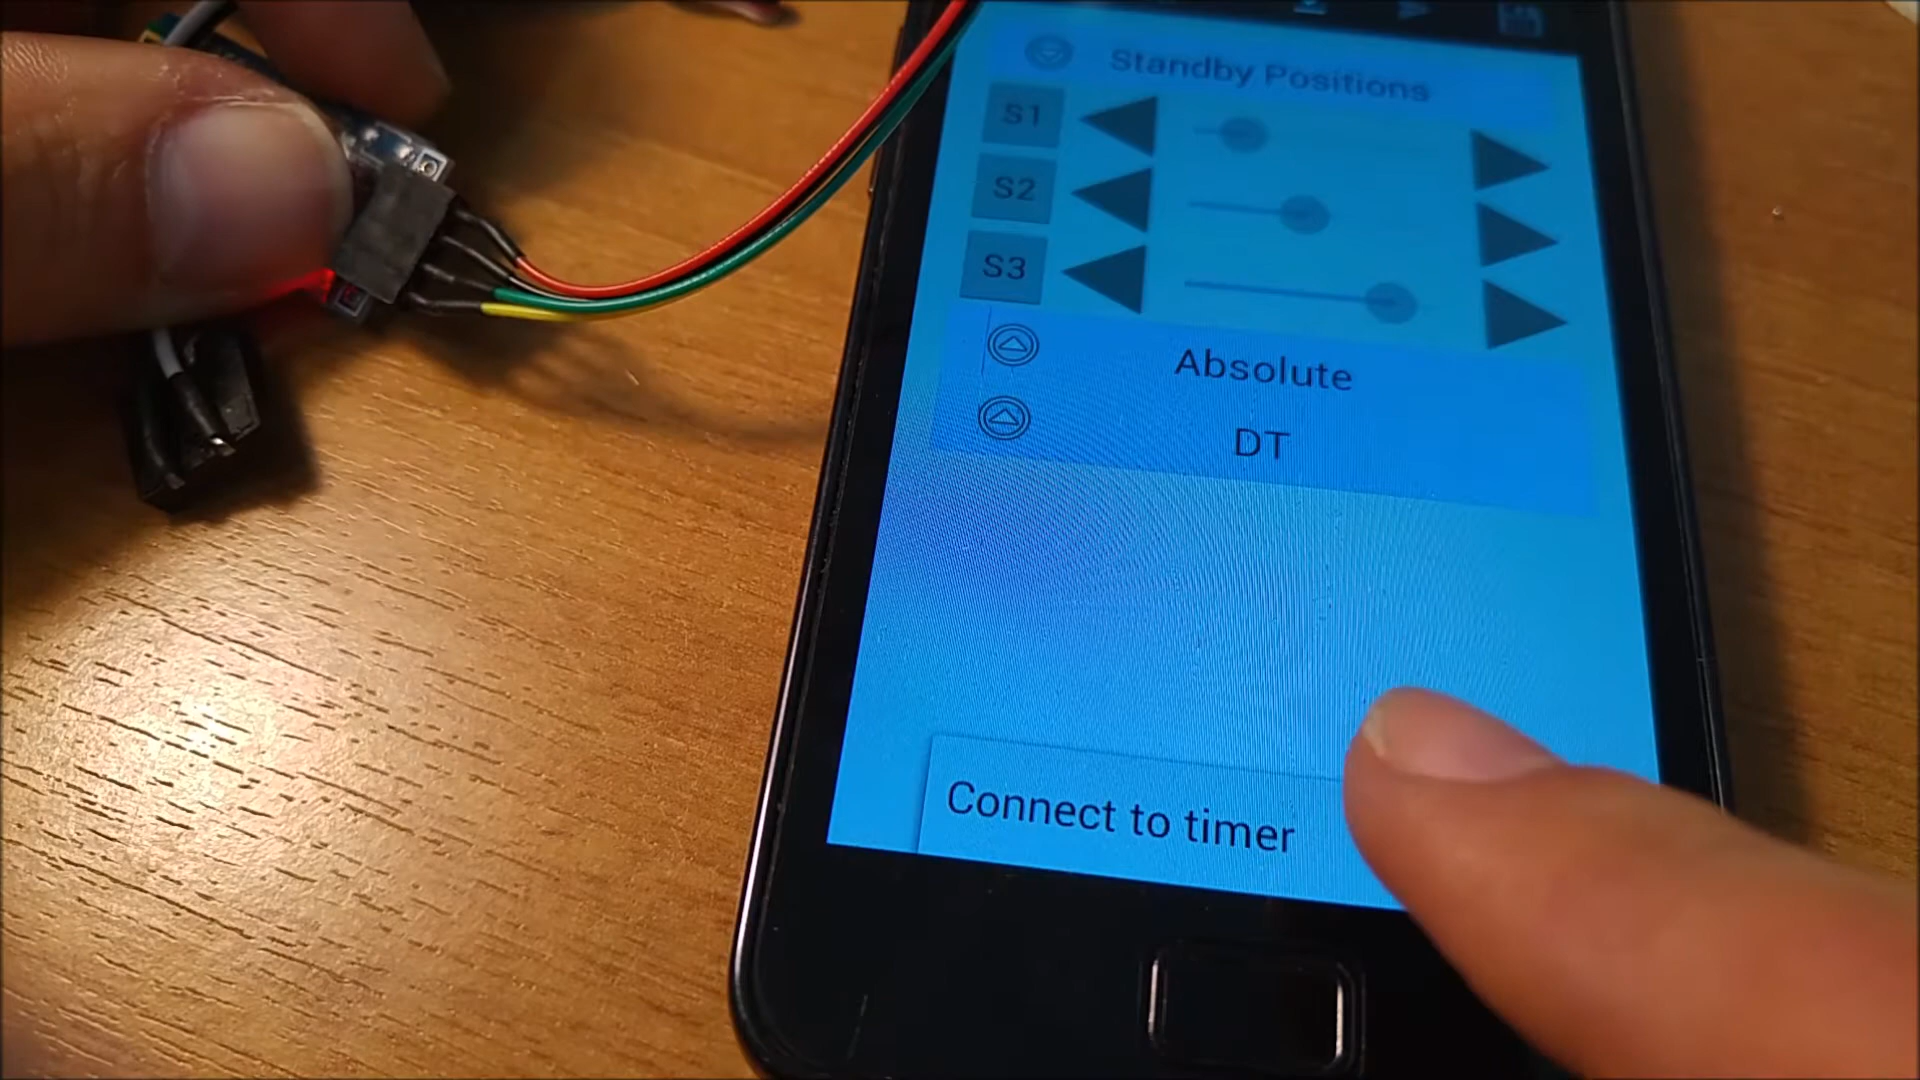 Standby Positions
S1
S2
S3
Absolute
DT
Connect to timer